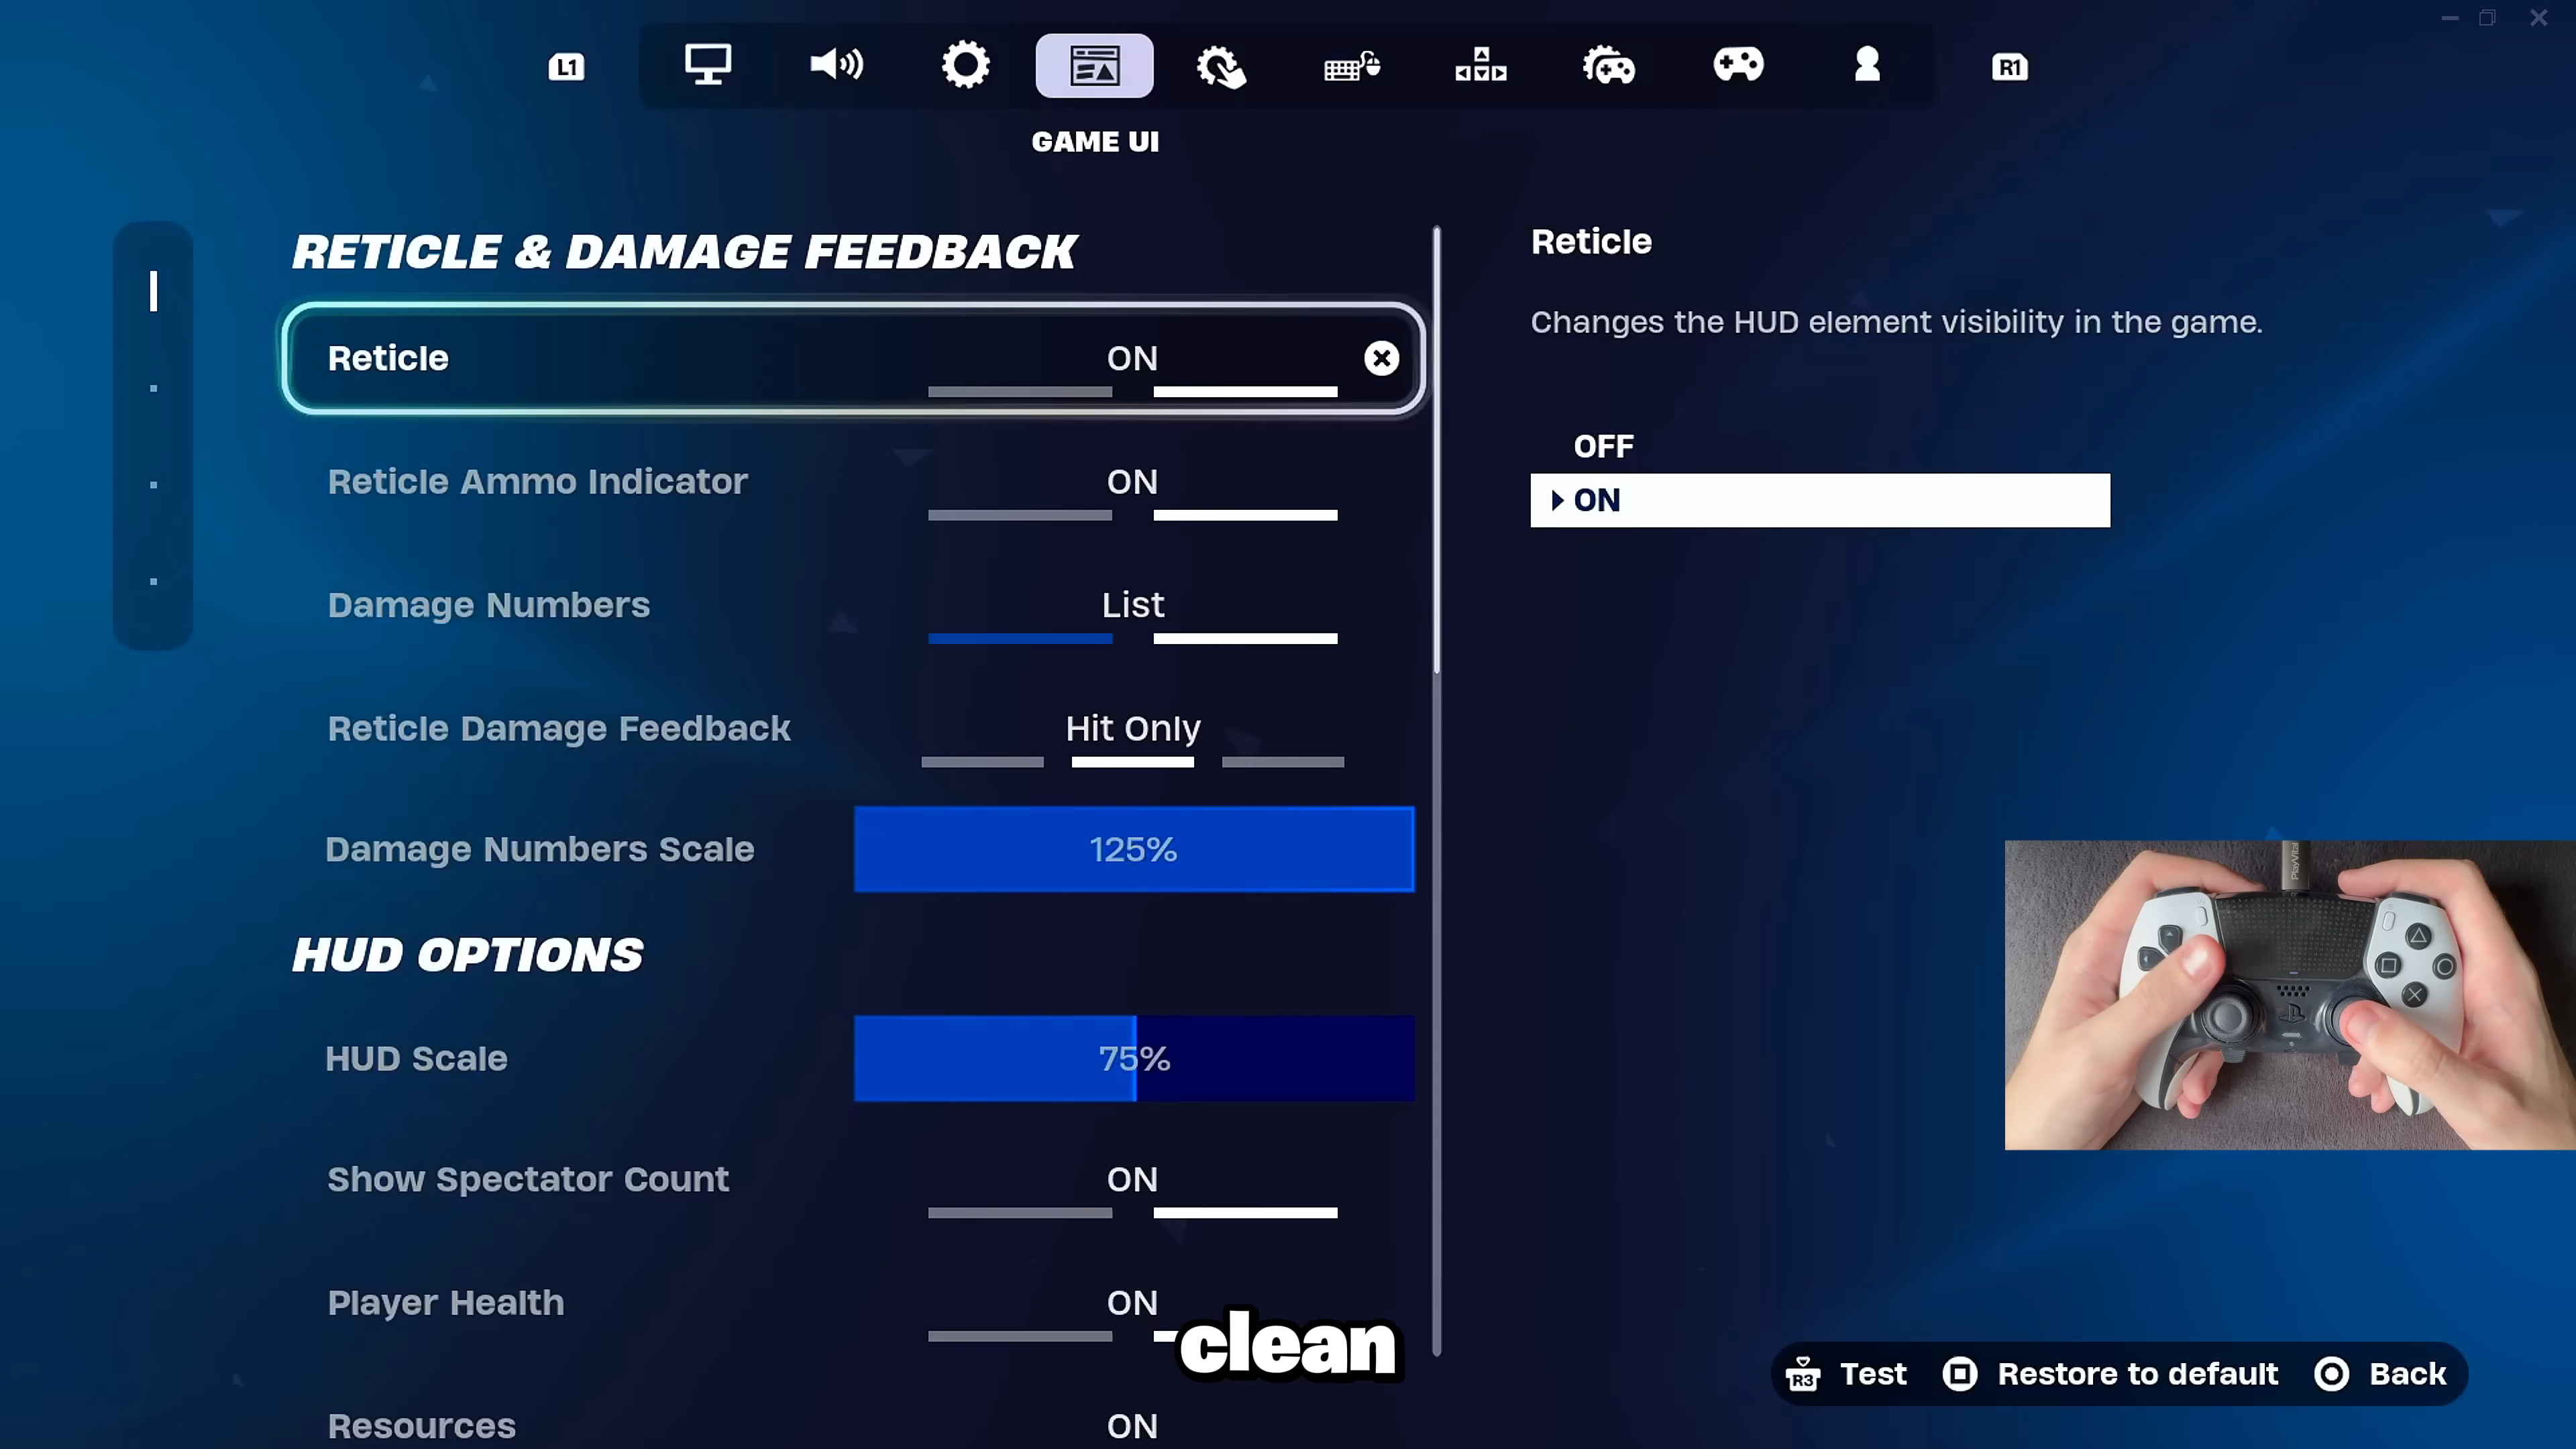 L1
R1
GAME UI
RETICLE & DAMAGE FEEDBACK
Reticle ON
Reticle Ammo Indicator ON
Damage Numbers List
Reticle Damage Feedback Hit Only
Damage Numbers Scale 125%
HUD OPTIONS
HUD Scale 75%
Show Spectator Count ON
Player Health ON
Resources ON
Reticle
Changes the HUD element visibility in the game.
OFF
ON
PlayVital
clean
R3 Test Restore to default Back